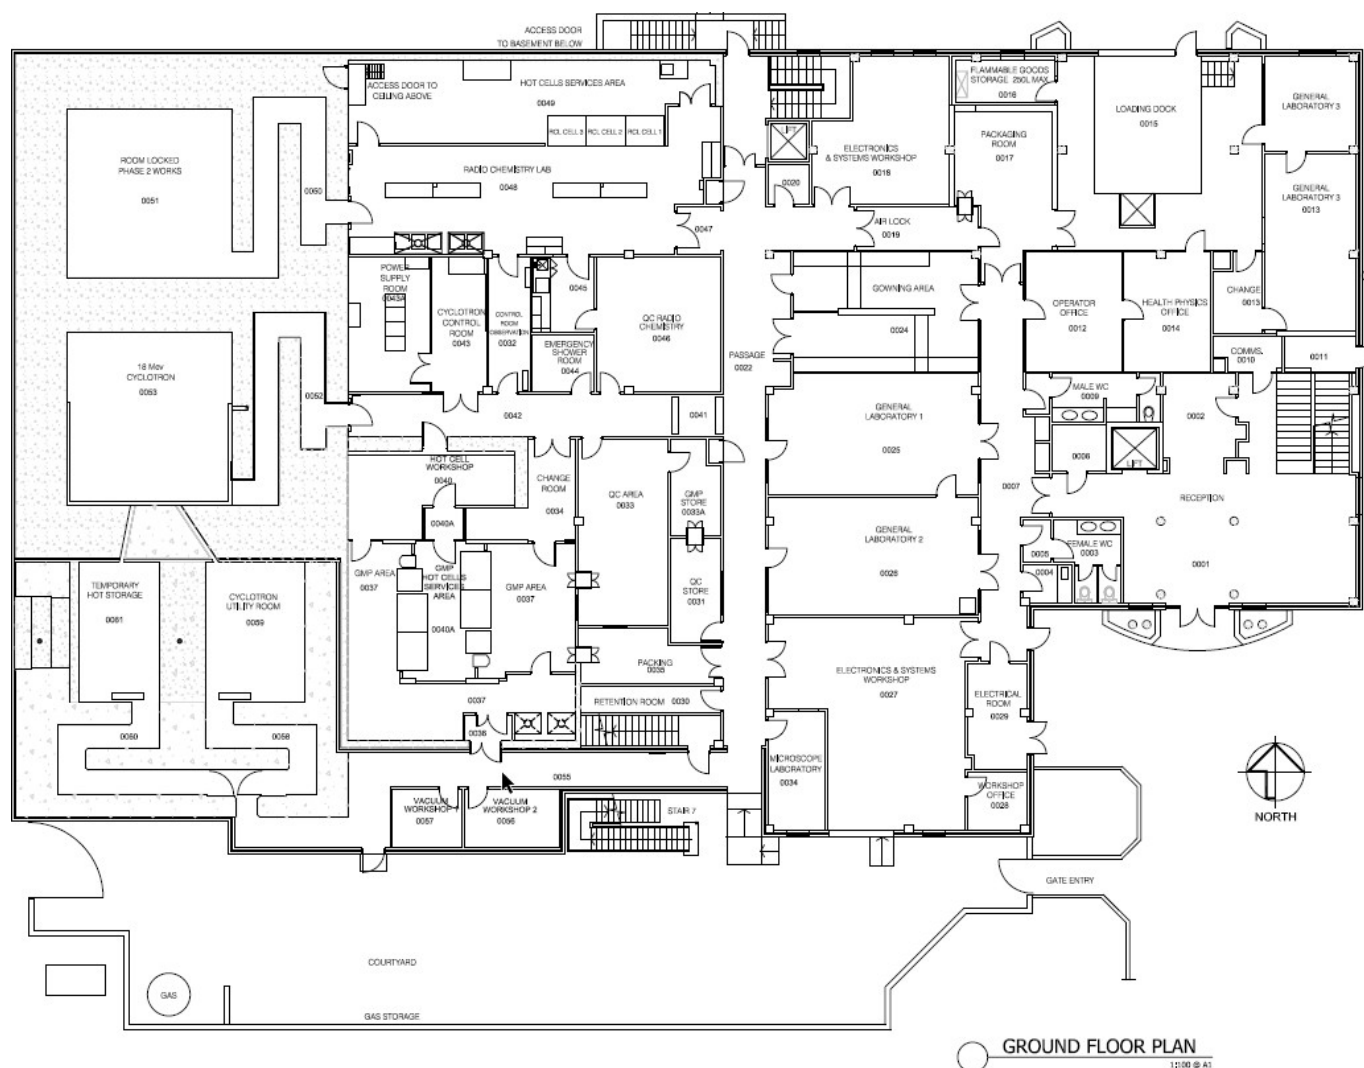 ACCESS DOOR
TO BASEMENT BELOW
ACCESS DOOR TO
CEILING ABOVE
HOT CELLS SERVICES AREA
0049
RCL CELL 3
RCL CELL 2
RCL CELL 1
LIFT
ELECTRONICS
& SYSTEMS WORKSHOP
0018
FLAMMABLE GOODS
STORAGE 250L MAX
0016
PACKAGING
ROOM
0017
LOADING DOCK
0015
GENERAL
LABORATORY 3
GENERAL
LABORATORY 3
0013
ROOM LOCKED
PHASE 2 WORKS
0051
RADIO CHEMISTRY LAB
0048
0020
0047
AIR LOCK
0019
POWER
SUPPLY
ROOM
0043A
CYCLOTRON
CONTROL
ROOM
0043
CONTROL
ROOM
OBSERVATION
0032
0045
EMERGENCY
SHOWER
ROOM
0044
QC RADIO
CHEMISTRY
0046
PASSAGE
0022
GOWNING AREA
0024
OPERATOR
OFFICE
0012
HEALTH PHYSICS
OFFICE
0014
CHANGE
0013
COMMS.
0010
0011
18 Mev
CYCLOTRON
0053
0052
0042
0041
GENERAL
LABORATORY 1
0025
MALE WC
0009
0002
0006
LIFT
0007
RECEPTION
HOT CELL
WORKSHOP
0040
0040A
CHANGE
ROOM
0034
QC AREA
0033
GMP
STORE
0033A
GENERAL
LABORATORY 2
0005
FEMALE WC
0003
0004
0001
GMP AREA
0037
GMP
HOT CELLS
SERVICES
AREA
0040A
GMP AREA
0037
QC
STORE
0031
TEMPORARY
HOT STORAGE
CYCLOTRON
UTILITY ROOM
0059
PACKING
0035
ELECTRONICS & SYSTEMS
WORKSHOP
0027
ELECTRICAL
ROOM
0029
0037
RETENTION ROOM 0030
0058
MICROSCOPE
LABORATORY
0034
WORKSHOP
OFFICE
0055
VACUUM
WORKSHOP 1
0057
VACUUM
WORKSHOP 2
0056
STAIR 7
NORTH
GATE ENTRY
COURTYARD
GAS
GAS STORAGE
GROUND FLOOR PLAN
1:100 @ A1